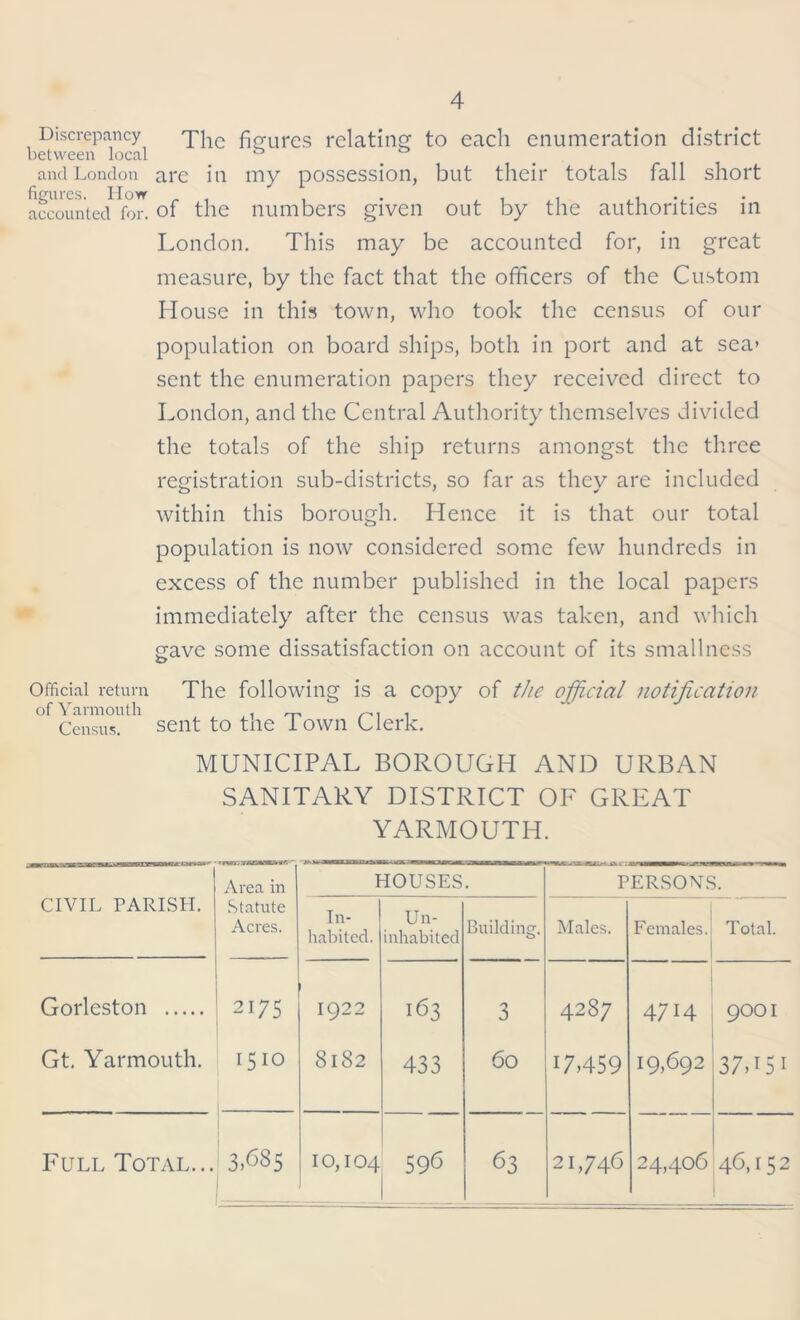 4
Discrepancy
between local
and London
figures. How
accounted for.
The figures relating to each enumeration district
are in my possession, but their totals fall short
of the numbers given out by the authorities in
London. This may be accounted for, in great
measure, by the fact that the officers of the Custom
House in this town, who took the census of our
population on board ships, both in port and at sea,
sent the enumeration papers they received direct to
London, and the Central Authority themselves divided
the totals of the ship returns amongst the three
registration sub-districts, so far as they are included
within this borough. Hence it is that our total
population is now considered some few hundreds in
excess of the number published in the local papers
immediately after the census was taken, and which
gave some dissatisfaction on account of its smallness
Official return
of Yarmouth
Census.
The following is a copy of the official notification
sent to the Town Clerk.
MUNICIPAL BOROUGH AND URBAN
SANITARY DISTRICT OF GREAT
YARMOUTH.
CIVIL PARISH. | Area in Statute Acres. | HOUSES. | PERSONS.
In-habited. | Un-inhabited | Building. | Males. | Females. | Total.
Gorleston ..... | 2175 | 1922 | 163 | 3 | 4287 | 4714 | 9001
Gt. Yarmouth. | 1510 | 8182 | 433 | 60 | 17,459 | 19,692 | 37,151
FULL TOTAL... | 3,685 | 10,104 | 596 | 63 | 21,746 | 24,406 | 46,152